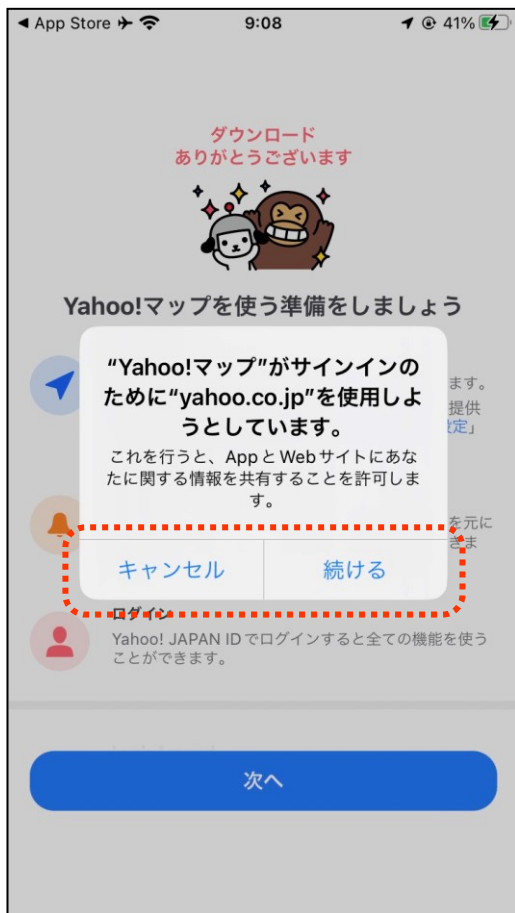 App Store
9:08
41%
ダウンロード
ありがとうございます
Yahoo!マップを使う準備をしましょう
“Yahoo!マップ”がサインインの
ために“yahoo.co.jp”を使用しよ
うとしています。
これを行うと、AppとWebサイトにあな
たに関する情報を共有することを許可しま
す。
キャンセル
続ける
ます。
提供
設定」
を元に
きま
ログイン
Yahoo! JAPAN IDでログインすると全ての機能を使う
ことができます。
次へ